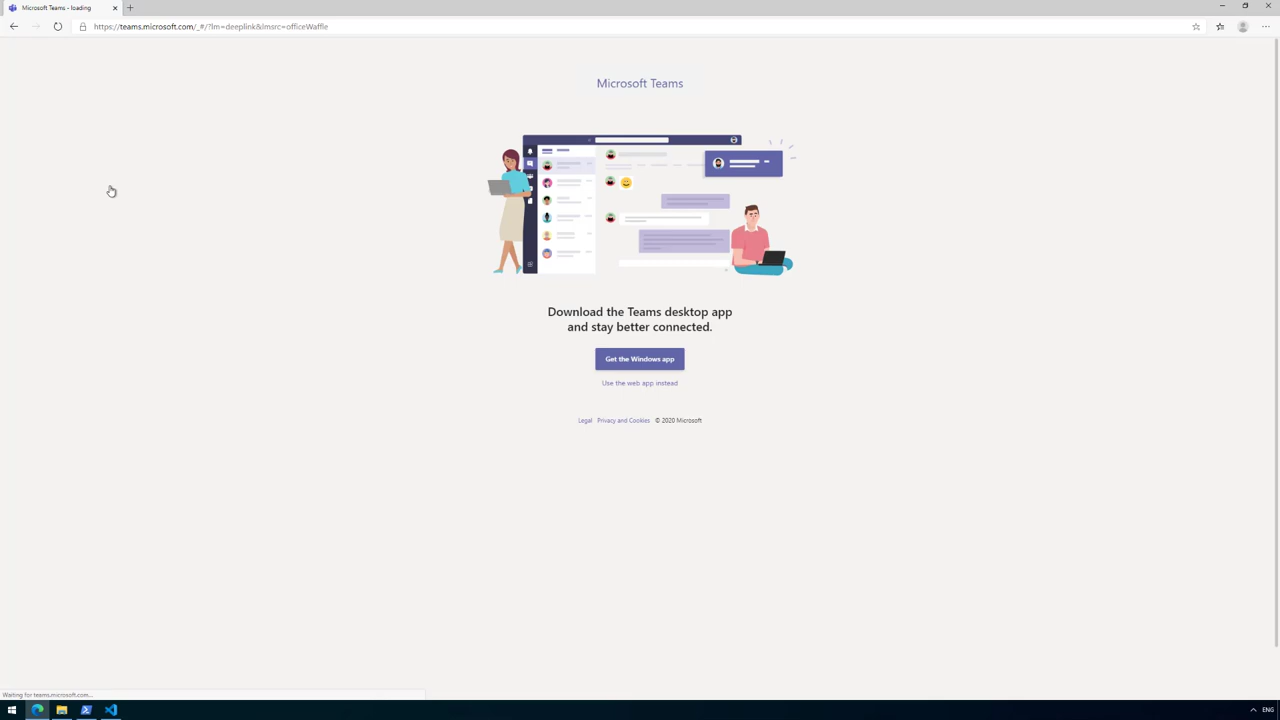 Microsoft Teams - loading
https://teams.microsoft.com/_#/?lm=deeplink&lmsrc=officeWaffle
Microsoft Teams
Download the Teams desktop app
and stay better connected.
Get the Windows app
Use the web app instead
Legal Privacy and Cookies © 2020 Microsoft
Waiting for teams.microsoft.com...
ENG